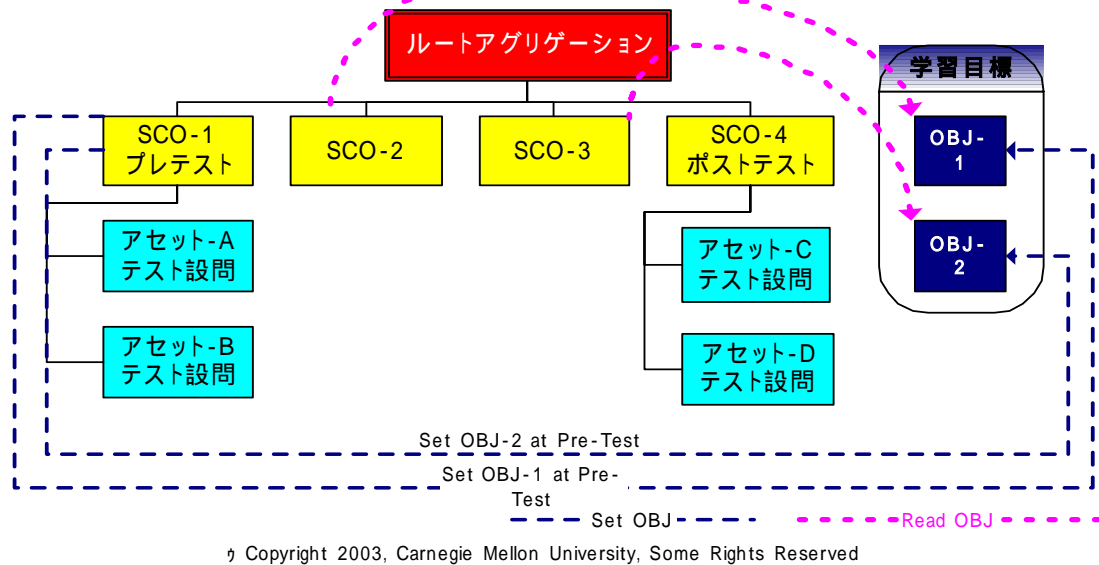 ルートアグリゲーション
学習目標
SCO-1
プレテスト
SCO-2
SCO-3
SCO-4
ポストテスト
OBJ-
1
OBJ-
2
アセット-A
テスト設問
アセット-B
テスト設問
アセット-C
テスト設問
アセット-D
テスト設問
Set OBJ-2 at Pre-Test
Set OBJ-1 at Pre-
Test
Set OBJ
Read OBJ
ゥ Copyright 2003, Carnegie Mellon University, Some Rights Reserved